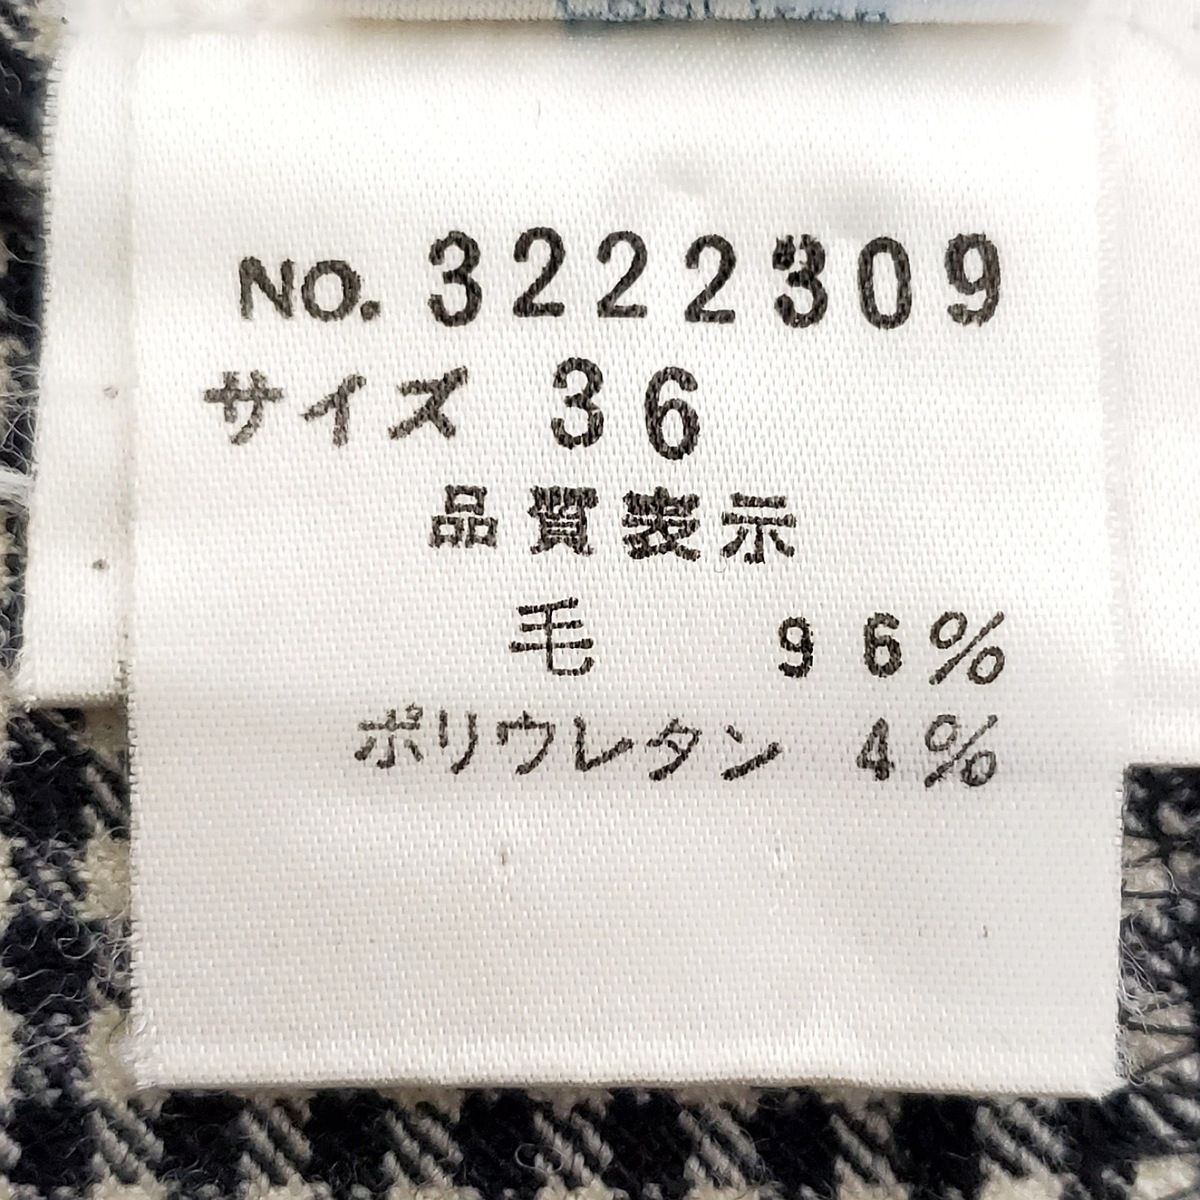 NO. 3222309
サイズ 36
品質表示
毛 96%
ポリウレタン 4%